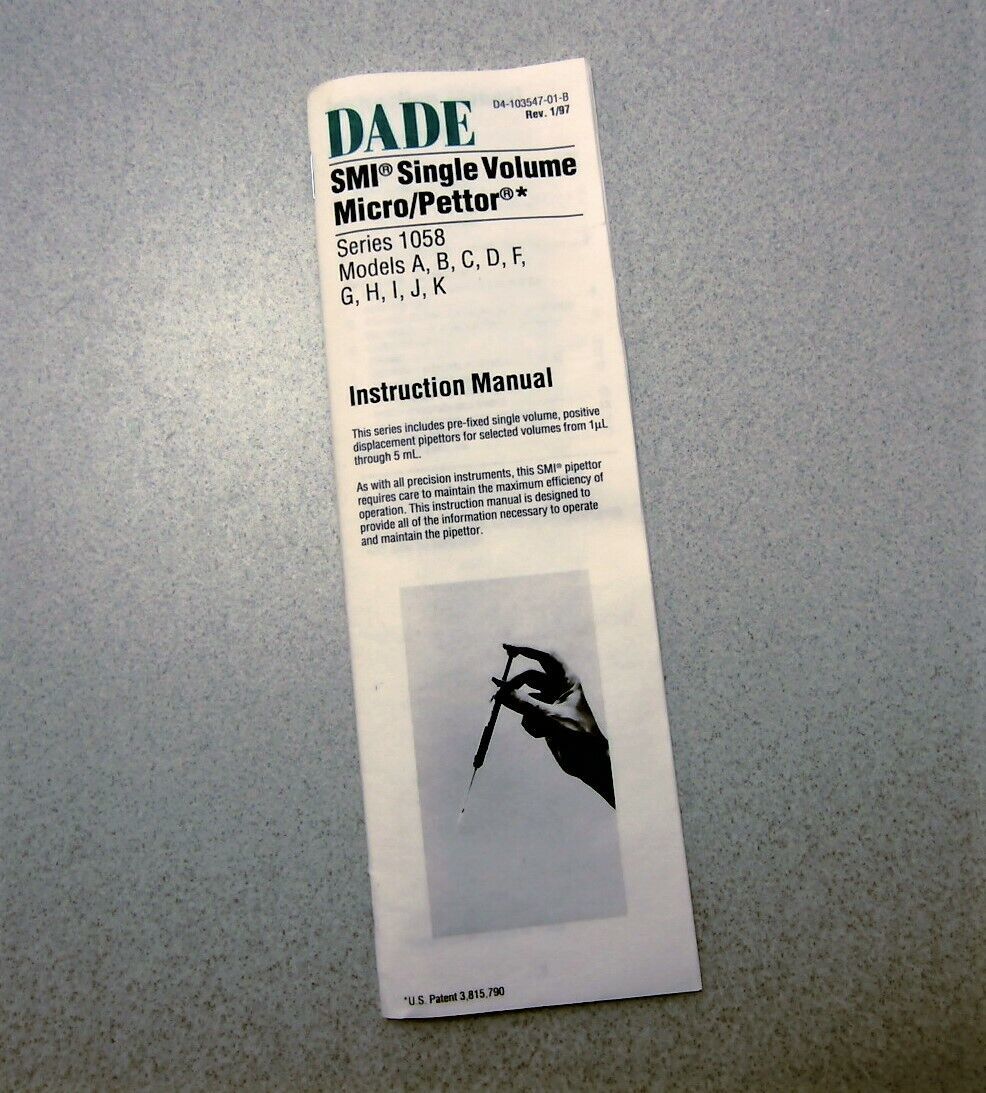 DADE
D4-103547-01-B
Rev. 1/97
SMI® Single Volume
Micro/Pettor®*
Series 1058
Models A, B, C, D, F,
G, H, I, J, K
Instruction Manual
This series includes pre-fixed single volume, positive
displacement pipettors for selected volumes from 1µL
through 5 mL.
As with all precision instruments, this SMI® pipettor
requires care to maintain the maximum efficiency of
operation. This instruction manual is designed to
provide all of the information necessary to operate
and maintain the pipettor.
*U.S. Patent 3,815,790